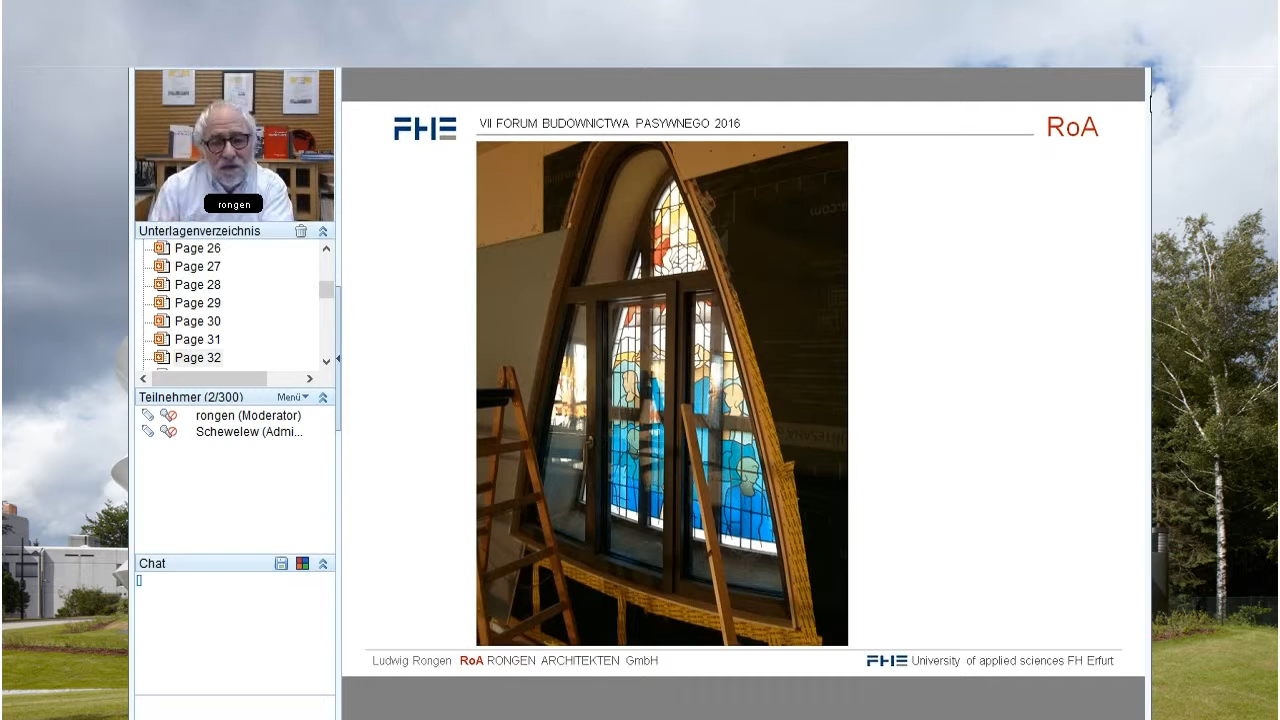 rongen
Unterlagenverzeichnis
Page 26
Page 27
Page 28
Page 29
Page 30
Page 31
Page 32
Teilnehmer (2/300)
Menü
rongen (Moderator)
Schewelew (Admi...
Chat
FHE
VII FORUM BUDOWNICTWA PASYWNEGO 2016
RoA
Ludwig Rongen RoA RONGEN ARCHITEKTEN GmbH
FHE University of applied sciences FH Erfurt